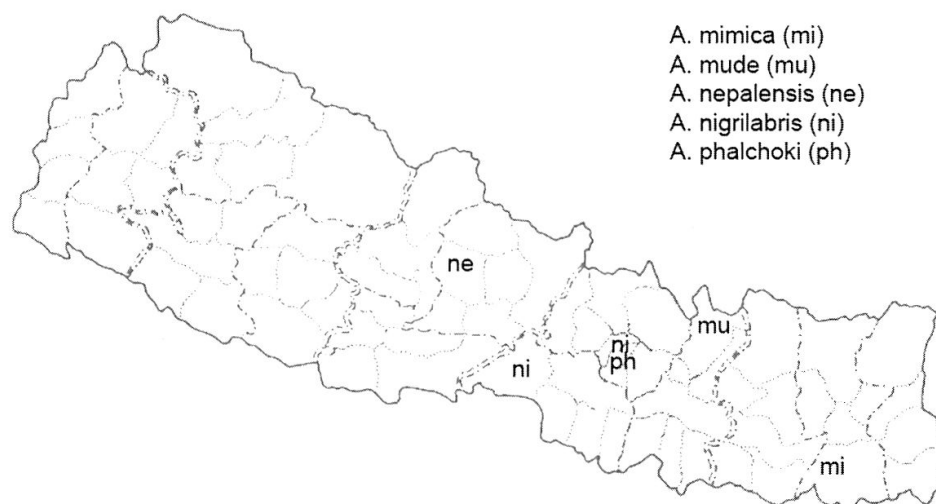 A. mimica (mi)
A. mude (mu)
A. nepalensis (ne)
A. nigrilabris (ni)
A. phalchoki (ph)
ne
mu
ni
ph
ni
mi